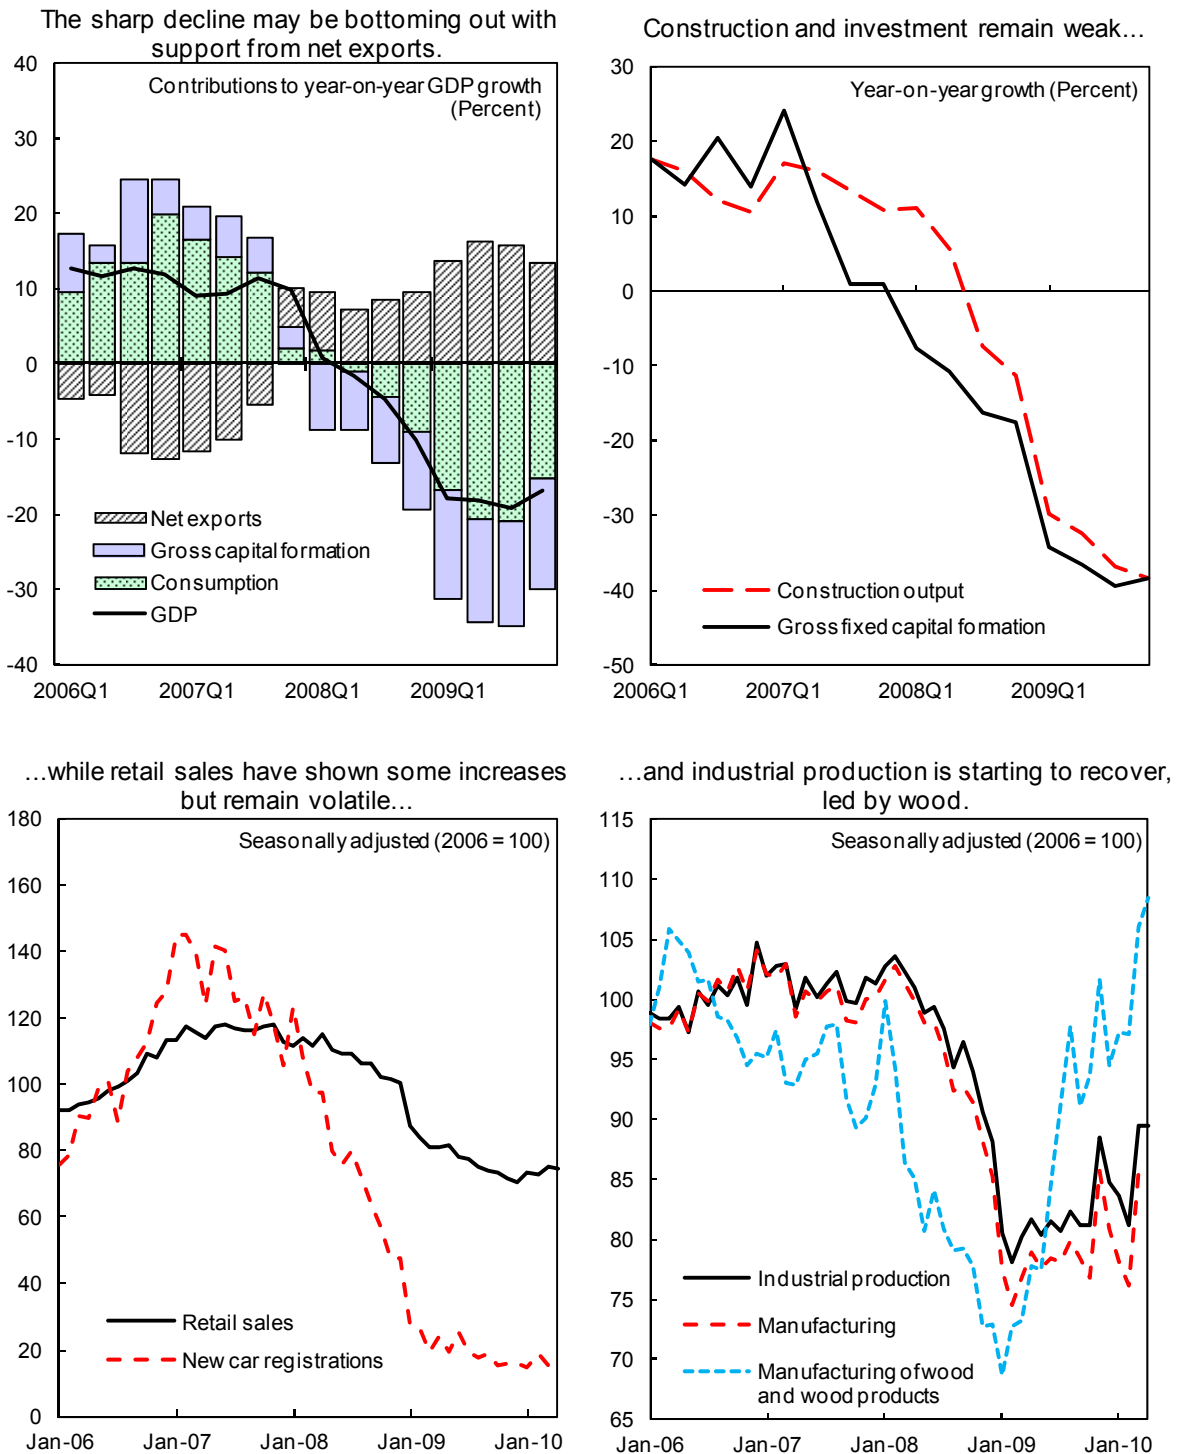 The sharp decline may be bottoming out with
support from net exports.
Contributions to year-on-year GDP growth
(Percent)
40
30
20
10
0
-10
-20
-30
-40
Net exports
Gross capital formation
Consumption
GDP
2006Q1
2007Q1
2008Q1
2009Q1
Construction and investment remain weak…
Year-on-year growth (Percent)
30
20
10
0
-10
-20
-30
-40
-50
Construction output
Gross fixed capital formation
2006Q1
2007Q1
2008Q1
2009Q1
…while retail sales have shown some increases
but remain volatile…
Seasonally adjusted (2006 = 100)
180
160
140
120
100
80
60
40
20
0
Retail sales
New car registrations
Jan-06
Jan-07
Jan-08
Jan-09
Jan-10
…and industrial production is starting to recover,
led by wood.
Seasonally adjusted (2006 = 100)
115
110
105
100
95
90
85
80
75
70
65
Industrial production
Manufacturing
Manufacturing of wood
and wood products
Jan-06
Jan-07
Jan-08
Jan-09
Jan-10